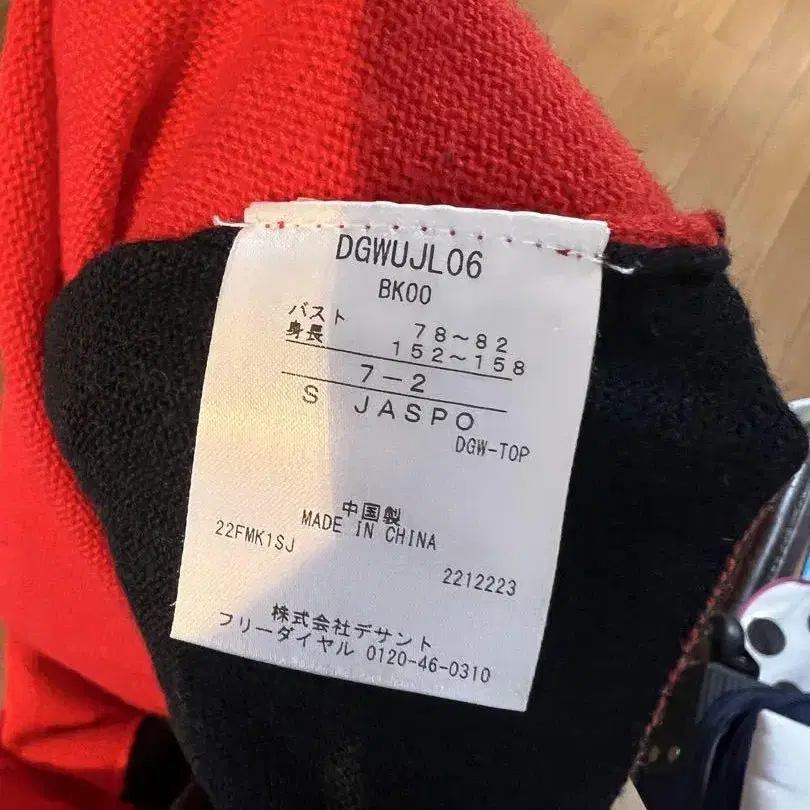 DGWUJL06
BK00
バスト 78～82
身長 152～158
7-2
S JASPO
DGW-TOP
中国製
MADE IN CHINA
22FMK1SJ
2212223
株式会社デサント
フリーダイヤル 0120-46-0310